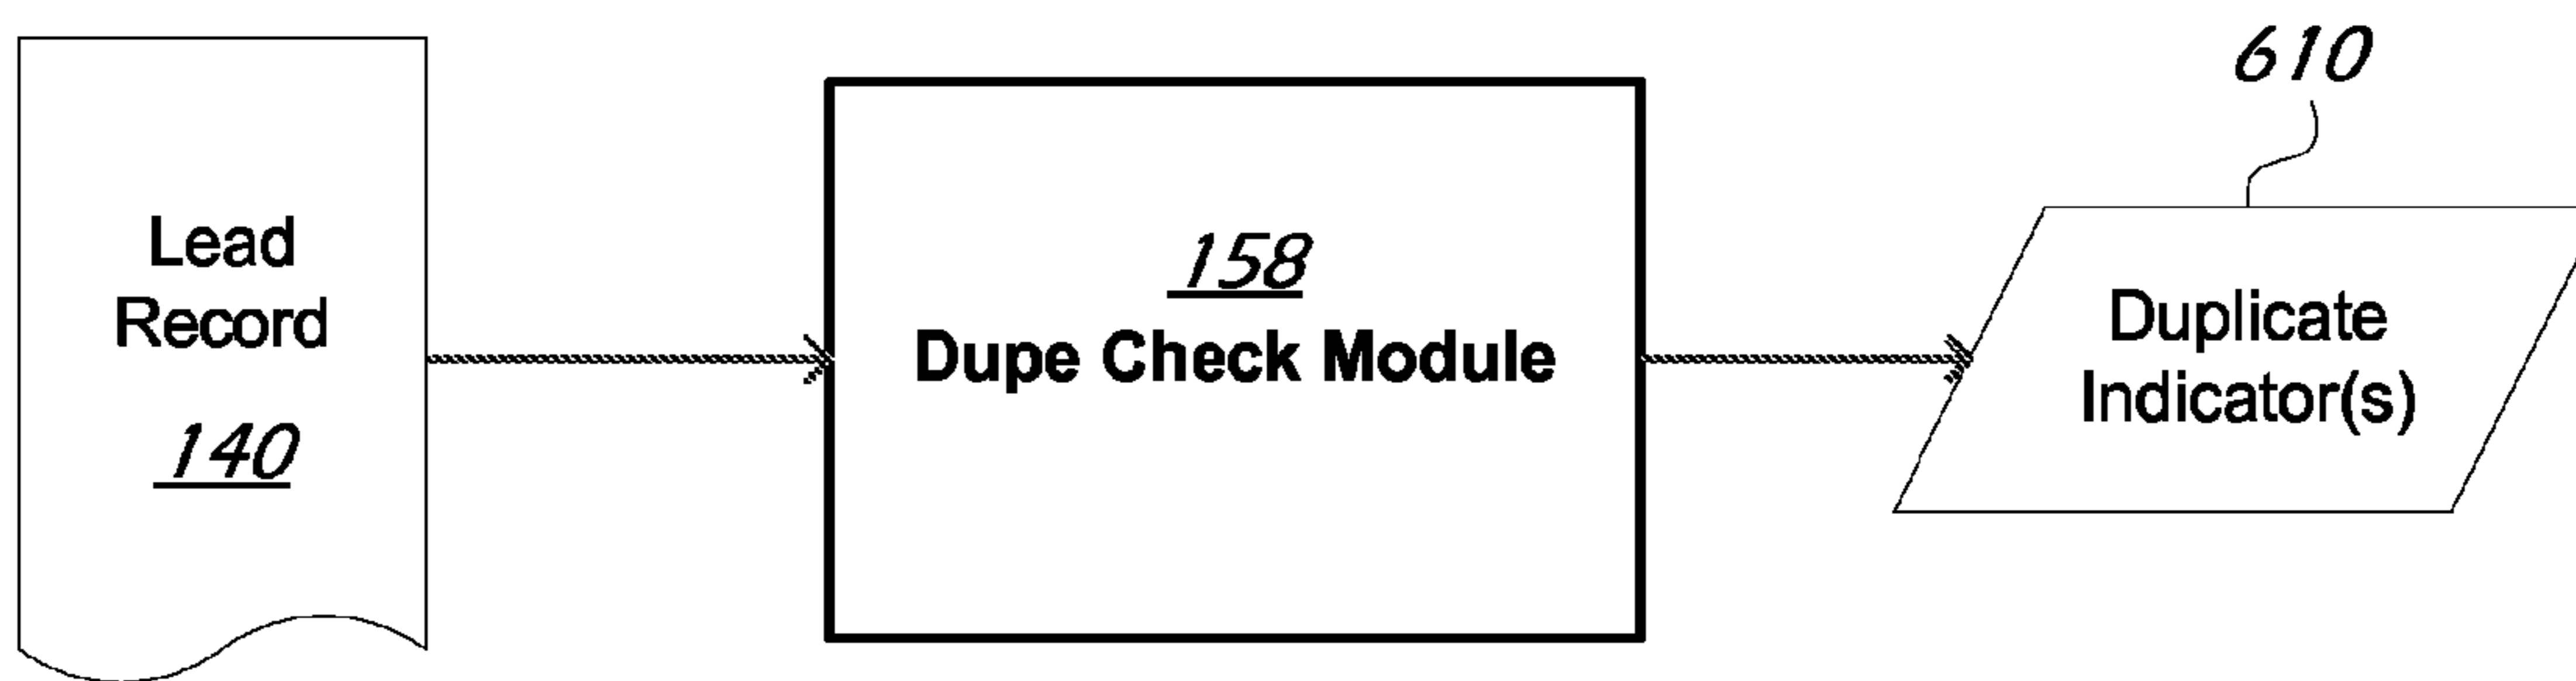 Lead
Record
140
158
Dupe Check Module
610
Duplicate
Indicator(s)